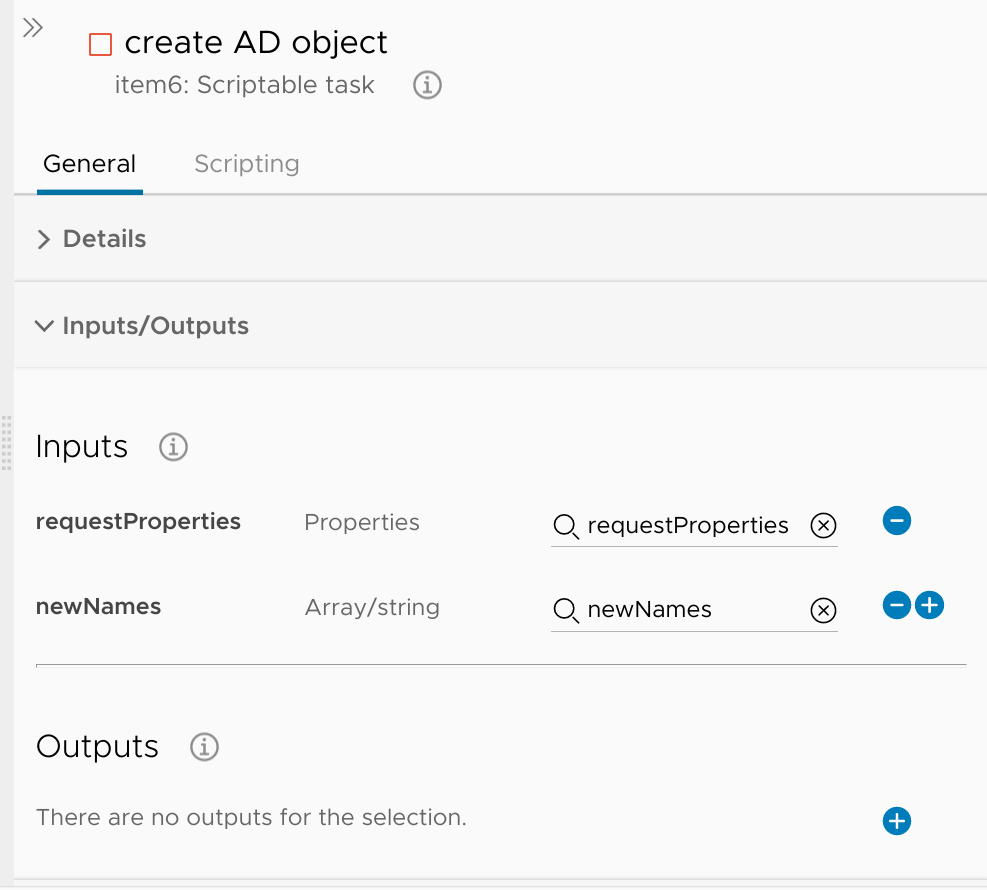 create AD object
item6: Scriptable task
General Scripting
Details
Inputs/Outputs
Inputs
requestProperties Properties requestProperties
newNames Array/string newNames
Outputs
There are no outputs for the selection.